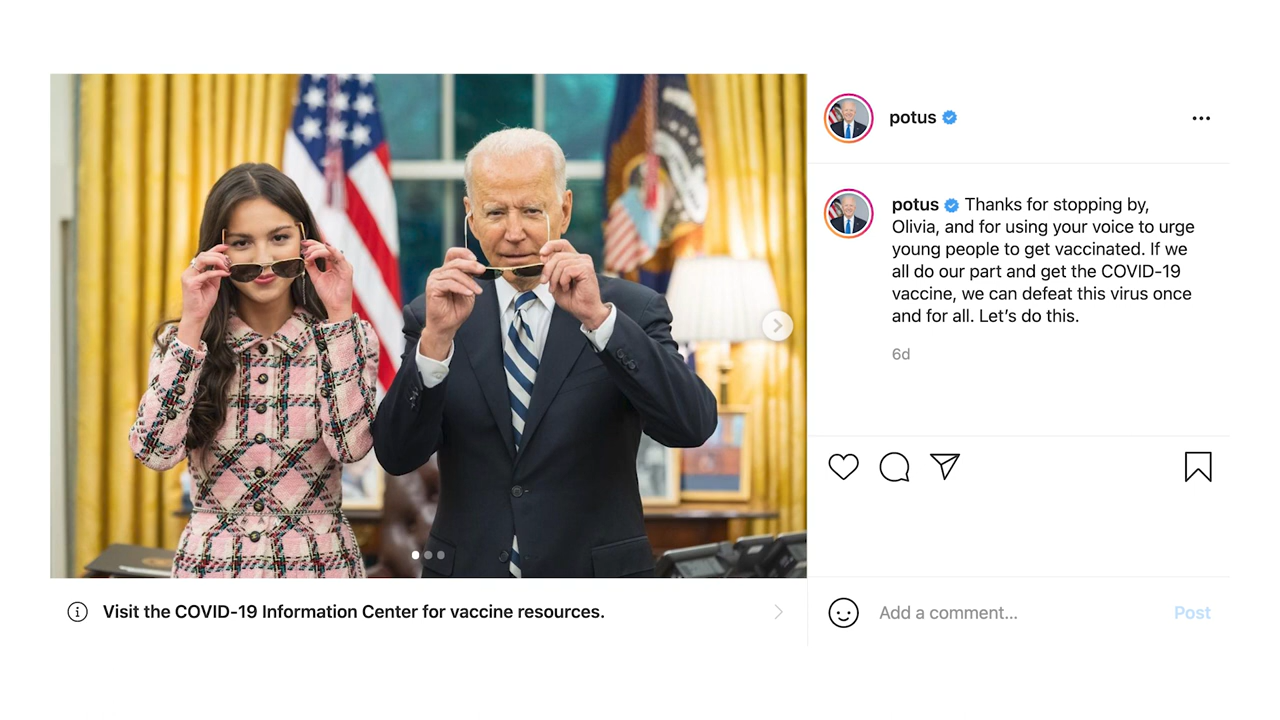 potus
potus Thanks for stopping by,
Olivia, and for using your voice to urge
young people to get vaccinated. If we
all do our part and get the COVID-19
vaccine, we can defeat this virus once
and for all. Let’s do this.
6d
Visit the COVID-19 Information Center for vaccine resources.
Add a comment... Post